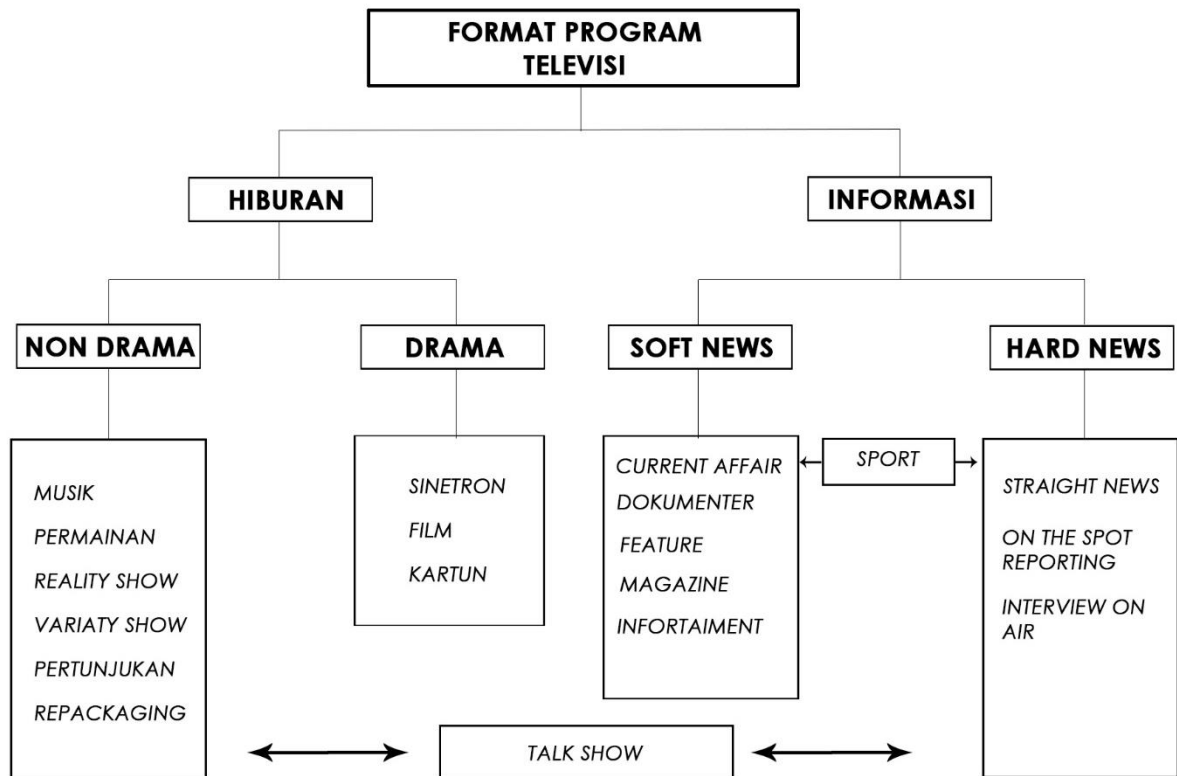 FORMAT PROGRAM
TELEVISI
HIBURAN
INFORMASI
NON DRAMA
DRAMA
SOFT NEWS
HARD NEWS
MUSIK
PERMAINAN
REALITY SHOW
VARIATY SHOW
PERTUNJUKAN
REPACKAGING
SINETRON
FILM
KARTUN
CURRENT AFFAIR
DOKUMENTER
FEATURE
MAGAZINE
INFORTAIMENT
SPORT
STRAIGHT NEWS
ON THE SPOT
REPORTING
INTERVIEW ON
AIR
TALK SHOW